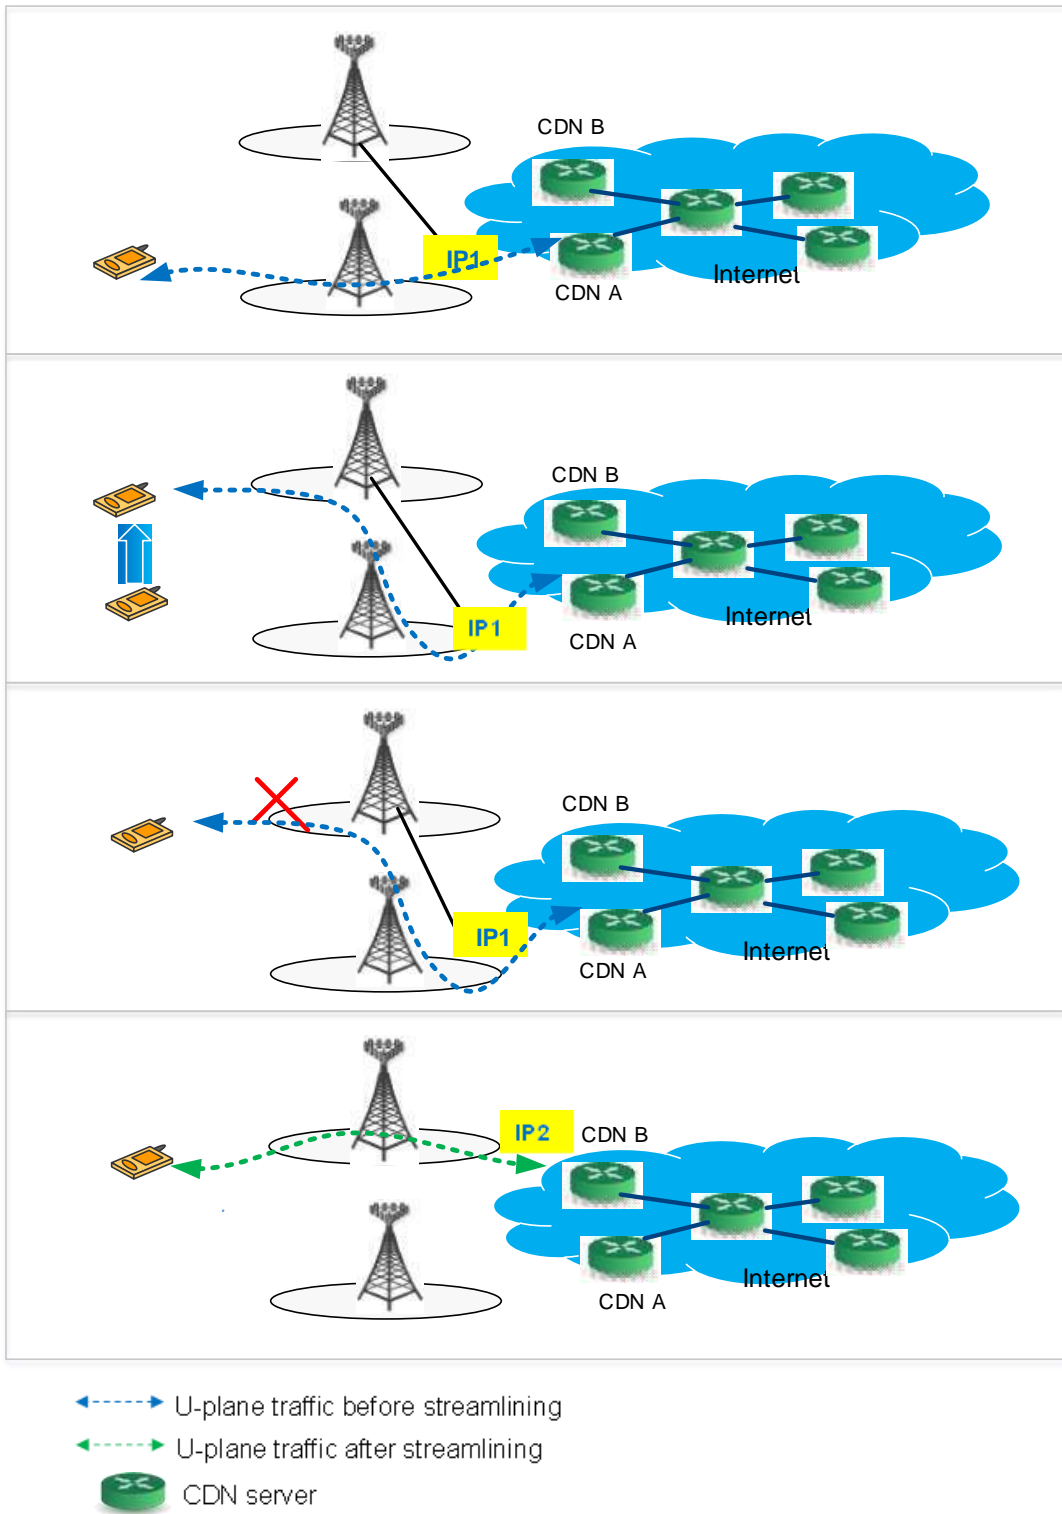 CDN B
IP1
Internet
CDN A
CDN B
IP1
Internet
CDN A
CDN B
IP1
Internet
CDN A
IP2
CDN B
Internet
CDN A
U-plane traffic before streamlining
U-plane traffic after streamlining
CDN server